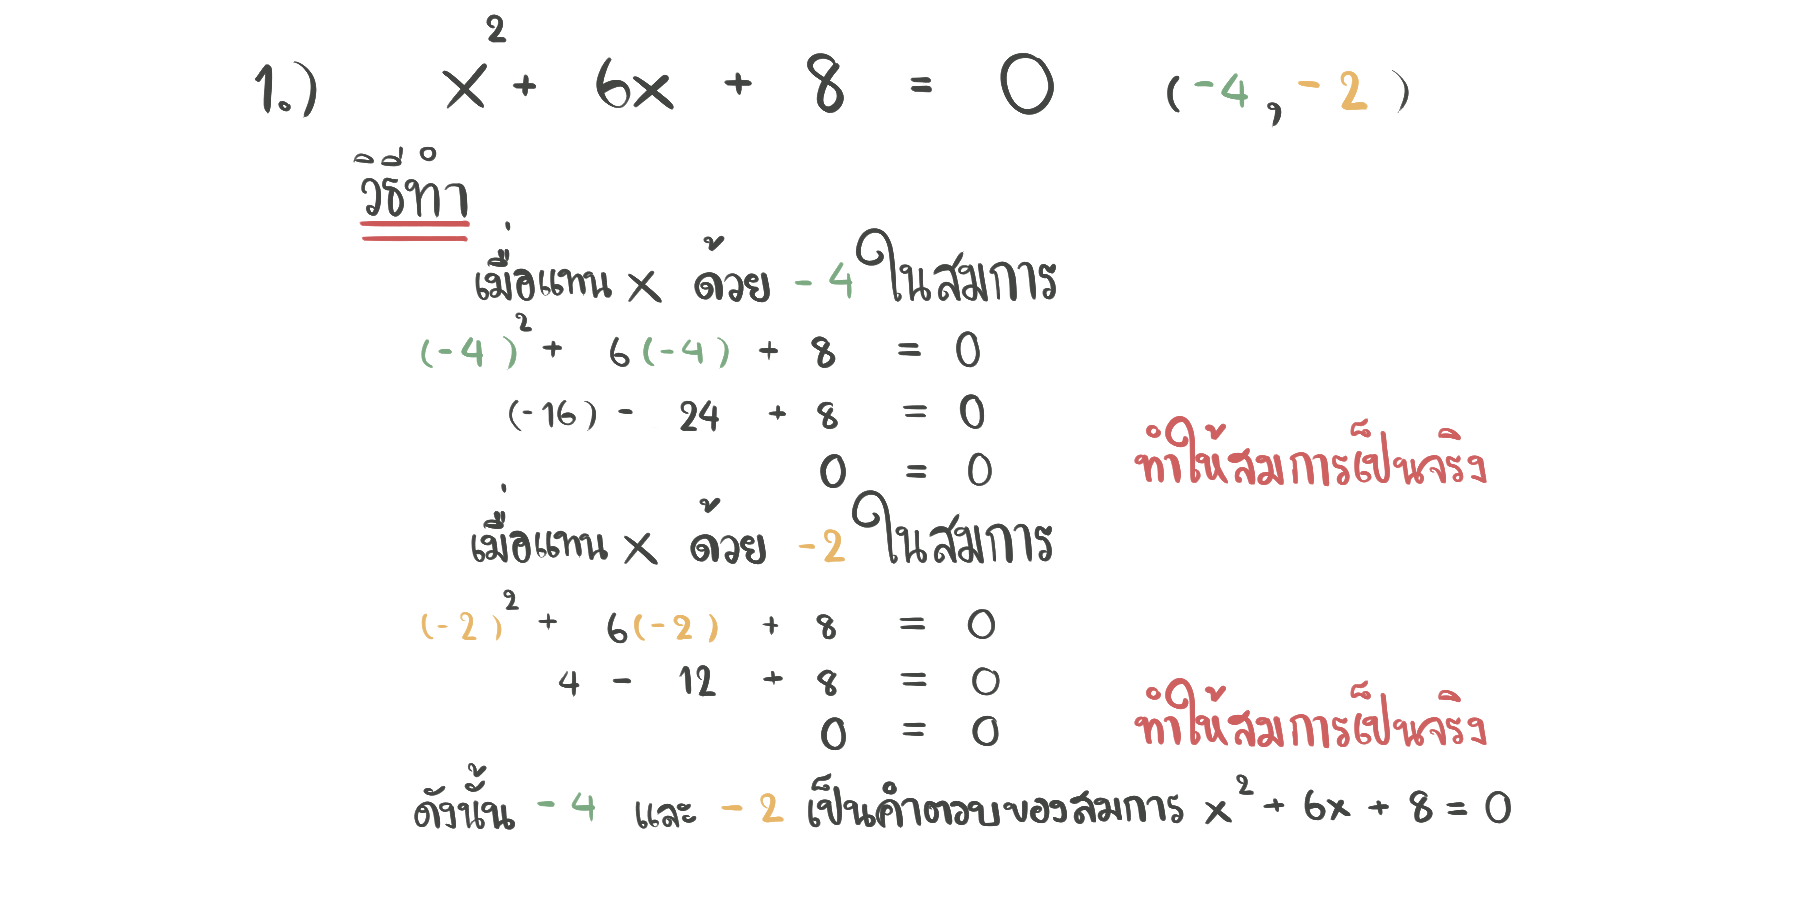 1.) x² + 6x + 8 = 0 (-4, -2)
วิธีทำ
เมื่อแทน x ด้วย -4 ในสมการ
(-4)² + 6(-4) + 8 = 0
(-16) - 24 + 8 = 0
0 = 0 ทำให้สมการเป็นจริง
เมื่อแทน x ด้วย -2 ในสมการ
(-2)² + 6(-2) + 8 = 0
4 - 12 + 8 = 0
0 = 0 ทำให้สมการเป็นจริง
ดังนั้น -4 และ -2 เป็นคำตอบของสมการ x² + 6x + 8 = 0